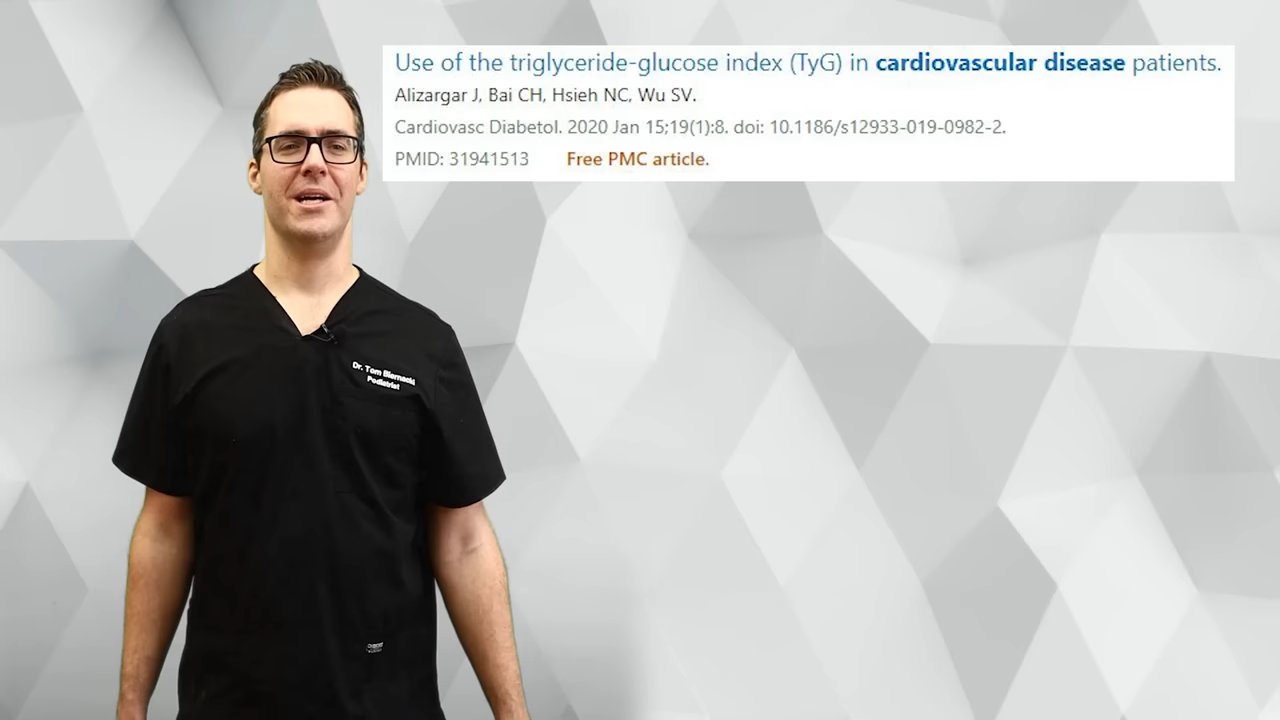 Use of the triglyceride-glucose index (TyG) in cardiovascular disease patients.
Alizargar J, Bai CH, Hsieh NC, Wu SV.
Cardiovasc Diabetol. 2020 Jan 15;19(1):8. doi: 10.1186/s12933-019-0982-2.
PMID: 31941513 Free PMC article.
Dr. Tom Biernacki
Podiatrist